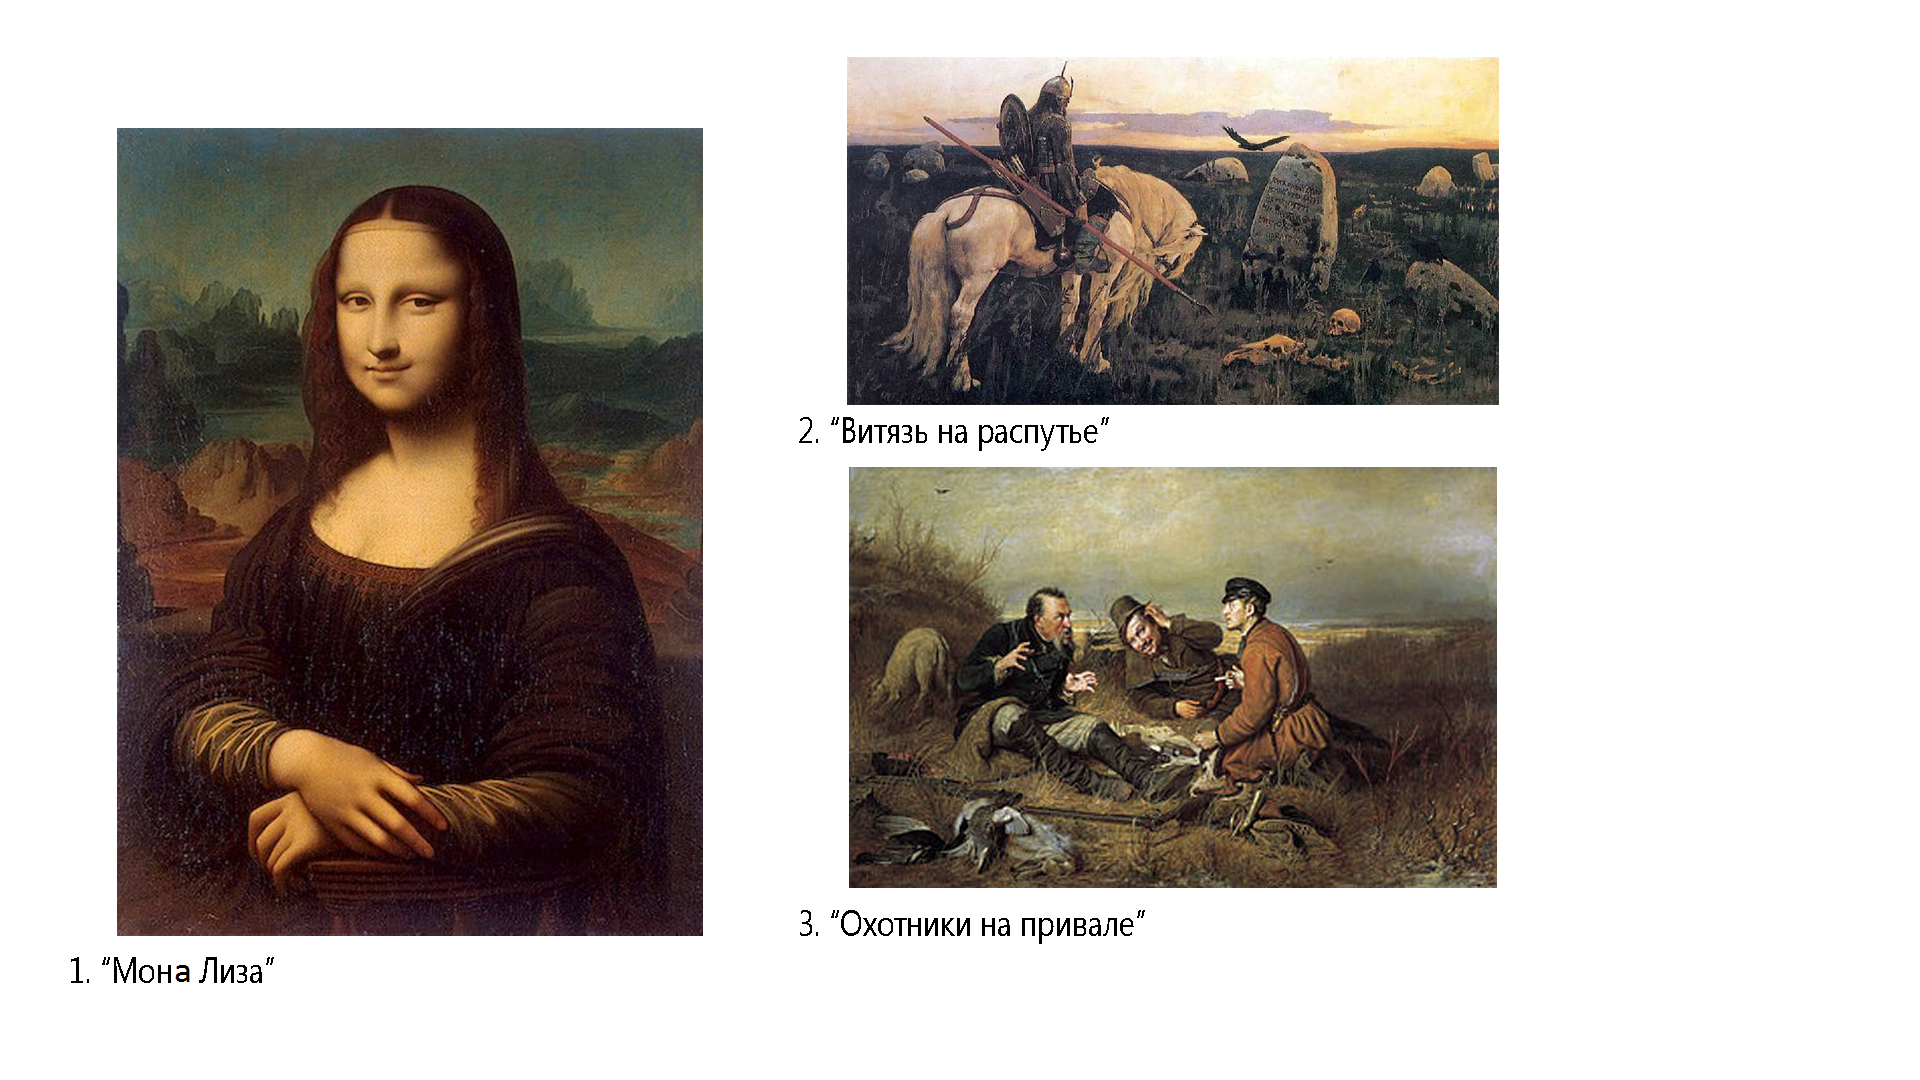 1. “Мона Лиза”
2. “Витязь на распутье”
3. “Охотники на привале”